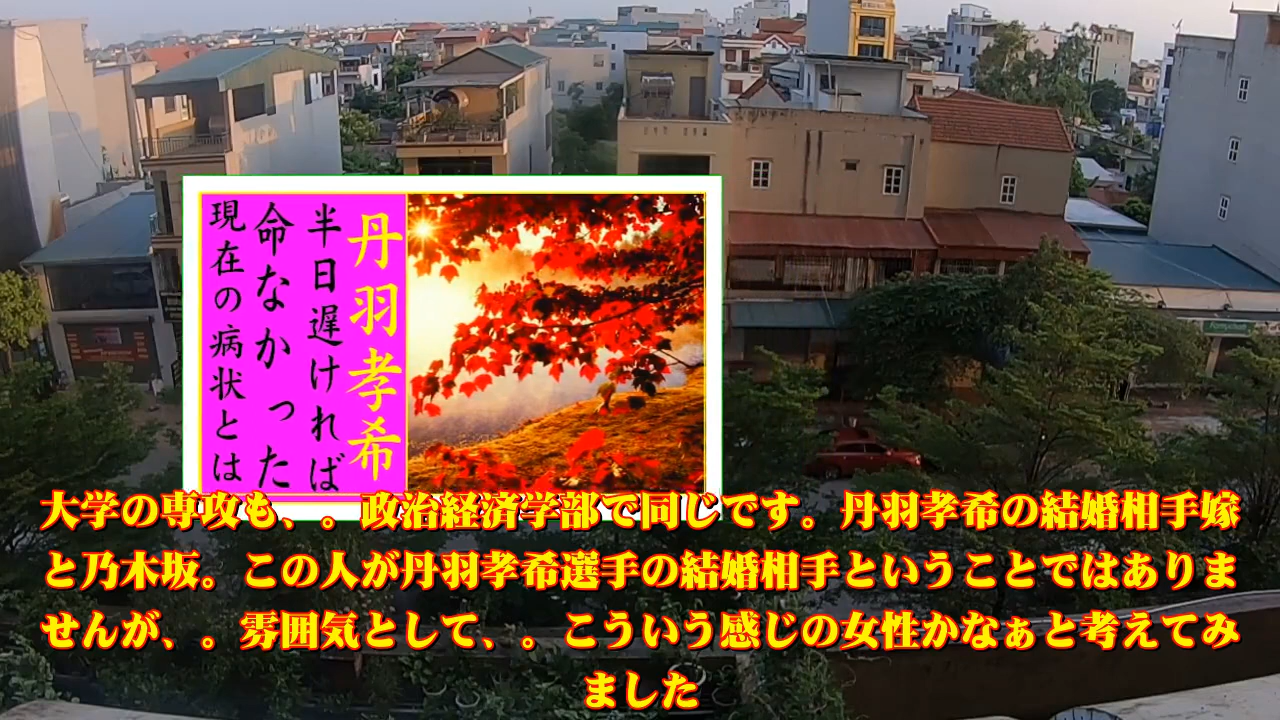 丹羽孝希
半日遅ければ
命なかった
現在の病状とは
大学の専攻も、。政治経済学部で同じです。丹羽孝希の結婚相手嫁
と乃木坂。この人が丹羽孝希選手の結婚相手ということではありま
せんが、。雰囲気として、。こういう感じの女性かなぁと考えてみ
ました